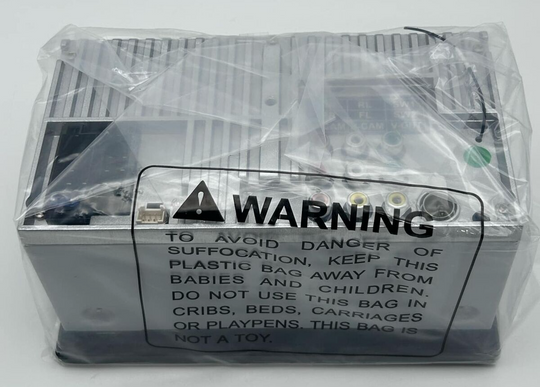 WARNING
TO AVOID DANGER OF
SUFFOCATION, KEEP THIS
PLASTIC BAG AWAY FROM
BABIES AND CHILDREN.
DO NOT USE THIS BAG IN
CRIBS, BEDS, CARRIAGES
OR PLAYPENS. THIS BAG IS
NOT A TOY.